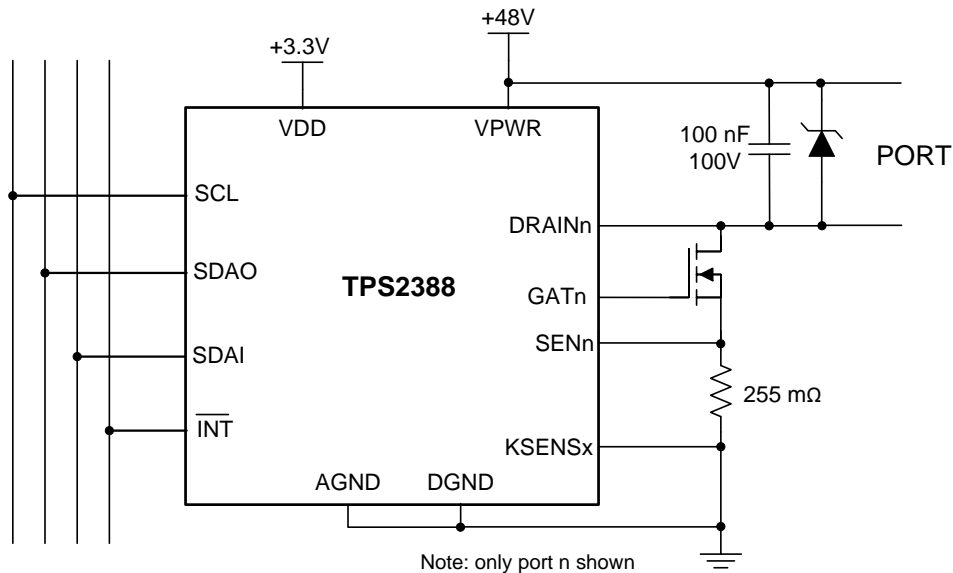 +48V
+3.3V
VDD
VPWR
100 nF
100V
PORT
SCL
DRAINn
SDAO
TPS2388
GATn
SENn
SDAI
255 mΩ
INT
KSENSx
AGND
DGND
Note: only port n shown